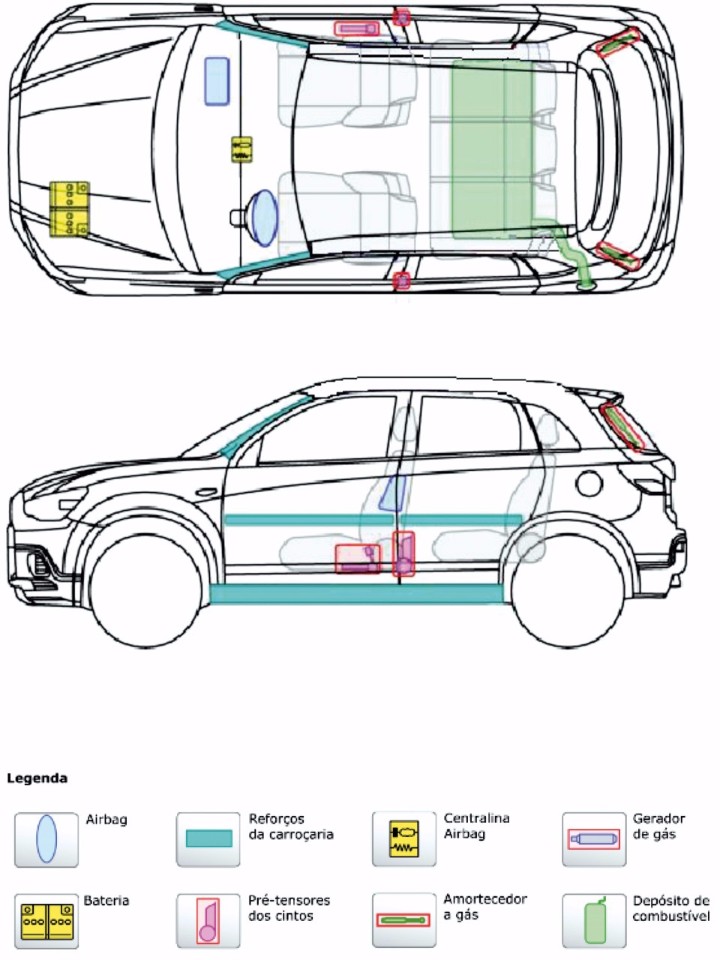 Legenda
Airbag
Reforços
da carroçaria
Centralina
Airbag
Gerador
de gás
Bateria
Pré-tensores
dos cintos
Amortecedor
a gás
Depósito de
combustível